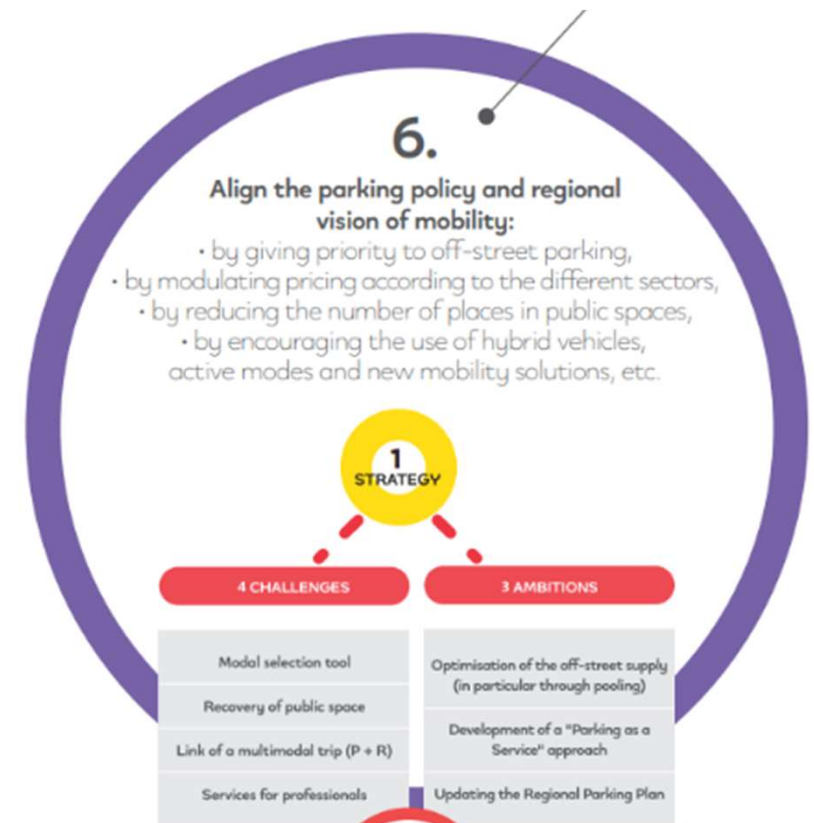 6.
Align the parking policy and regional
vision of mobility:
• by giving priority to off-street parking,
• by modulating pricing according to the different sectors,
• by reducing the number of places in public spaces,
• by encouraging the use of hybrid vehicles,
active modes and new mobility solutions, etc.
1
STRATEGY
4 CHALLENGES
Modal selection tool
Recovery of public space
Link of a multimodal trip (P + R)
Services for professionals
3 AMBITIONS
Optimisation of the off-street supply
(in particular through pooling)
Development of a "Parking as a
Service" approach
Updating the Regional Parking Plan